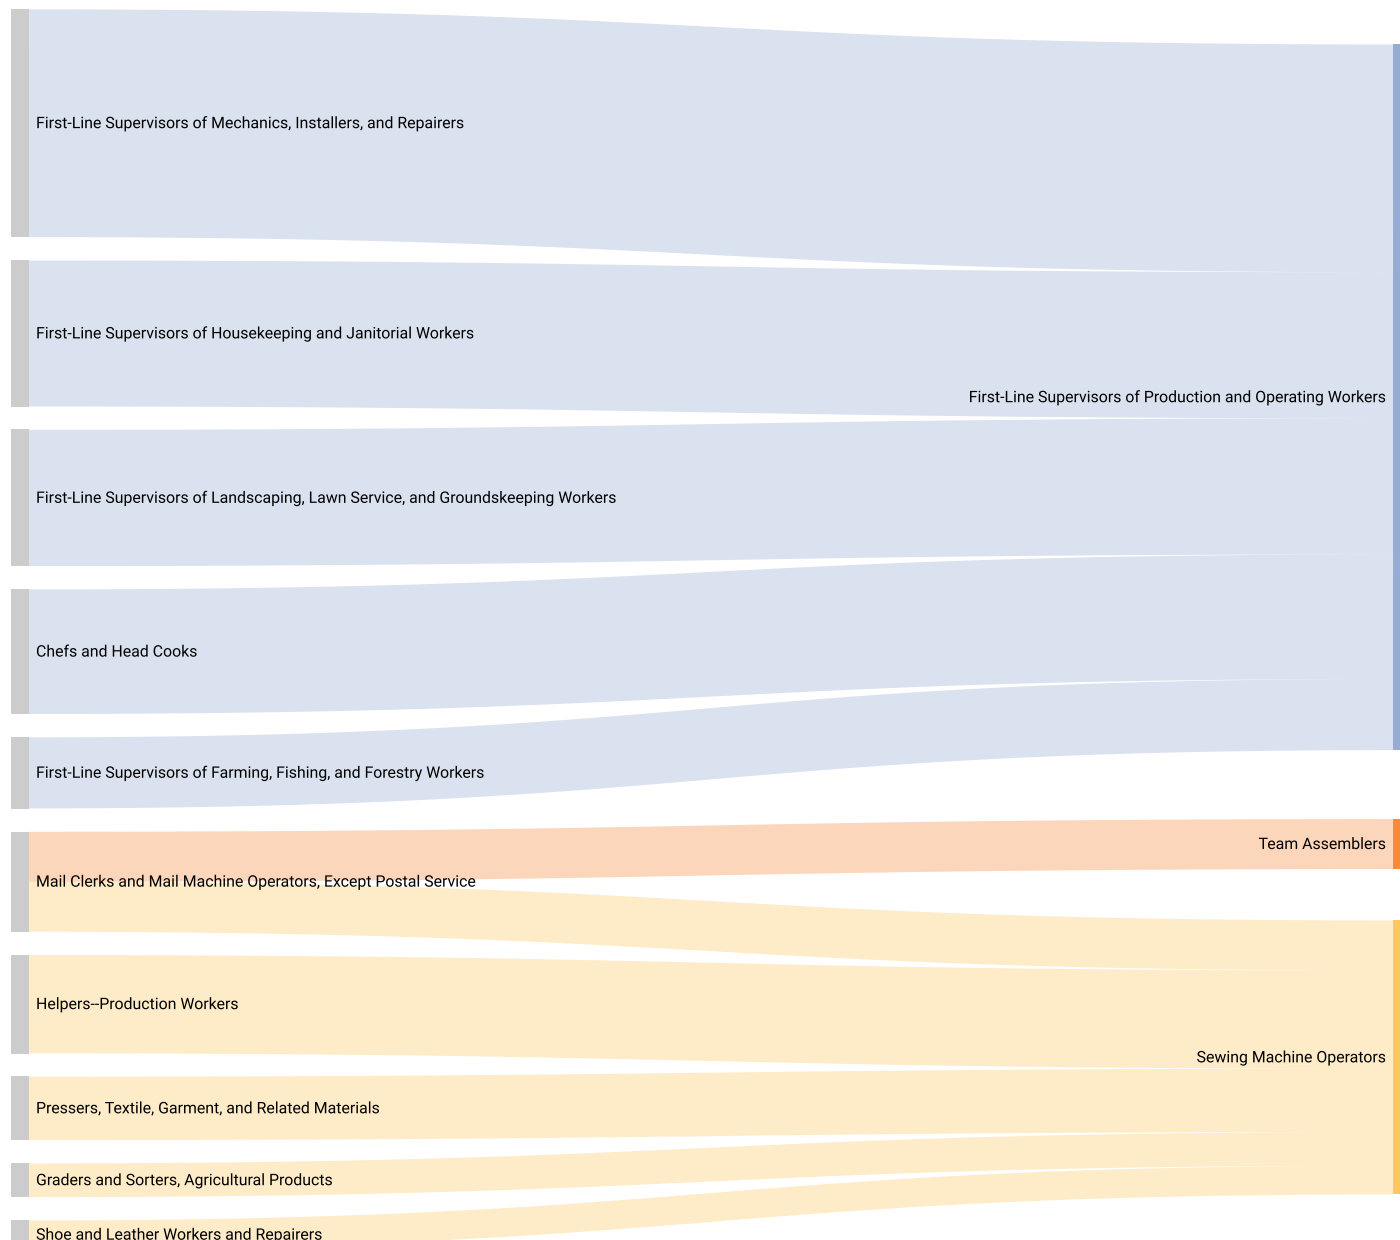 First-Line Supervisors of Mechanics, Installers, and Repairers
First-Line Supervisors of Housekeeping and Janitorial Workers
First-Line Supervisors of Production and Operating Workers
First-Line Supervisors of Landscaping, Lawn Service, and Groundskeeping Workers
Chefs and Head Cooks
First-Line Supervisors of Farming, Fishing, and Forestry Workers
Team Assemblers
Mail Clerks and Mail Machine Operators, Except Postal Service
Helpers--Production Workers
Sewing Machine Operators
Pressers, Textile, Garment, and Related Materials
Graders and Sorters, Agricultural Products
Shoe and Leather Workers and Repairers